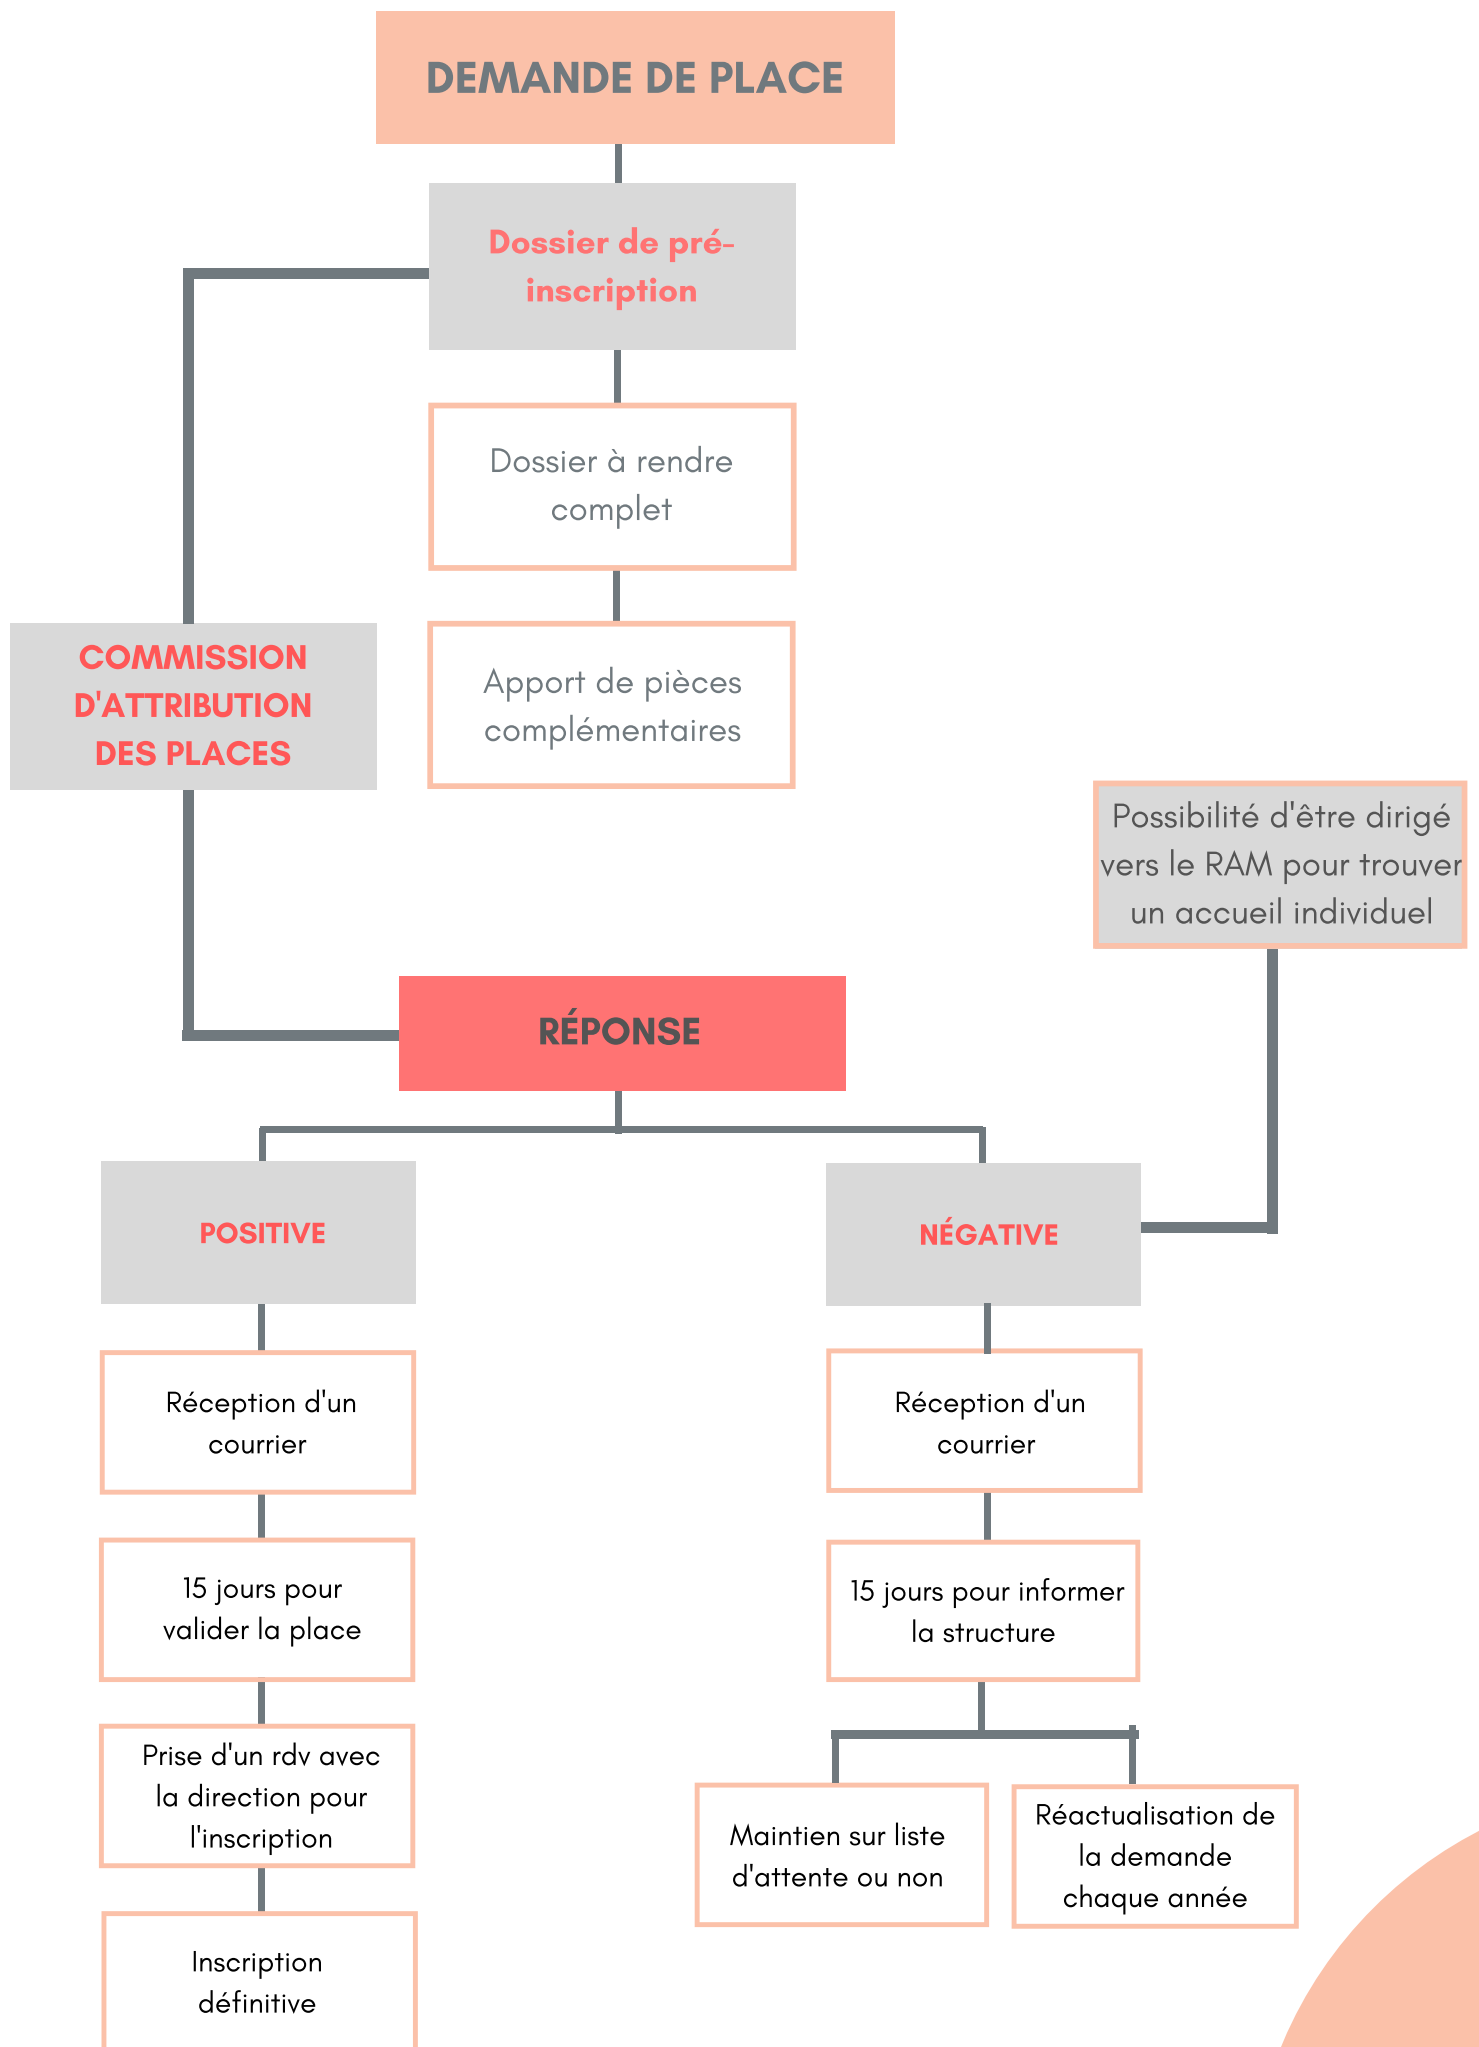 DEMANDE DE PLACE
Dossier de pré-
inscription
Dossier à rendre
complet
Apport de pièces
complémentaires
COMMISSION
D'ATTRIBUTION
DES PLACES
Possibilité d'être dirigé
vers le RAM pour trouver
un accueil individuel
RÉPONSE
POSITIVE
Réception d'un
courrier
15 jours pour
valider la place
Prise d'un rdv avec
la direction pour
l'inscription
Inscription
définitive
NÉGATIVE
Réception d'un
courrier
15 jours pour informer
la structure
Maintien sur liste
d'attente ou non
Réactualisation de
la demande
chaque année